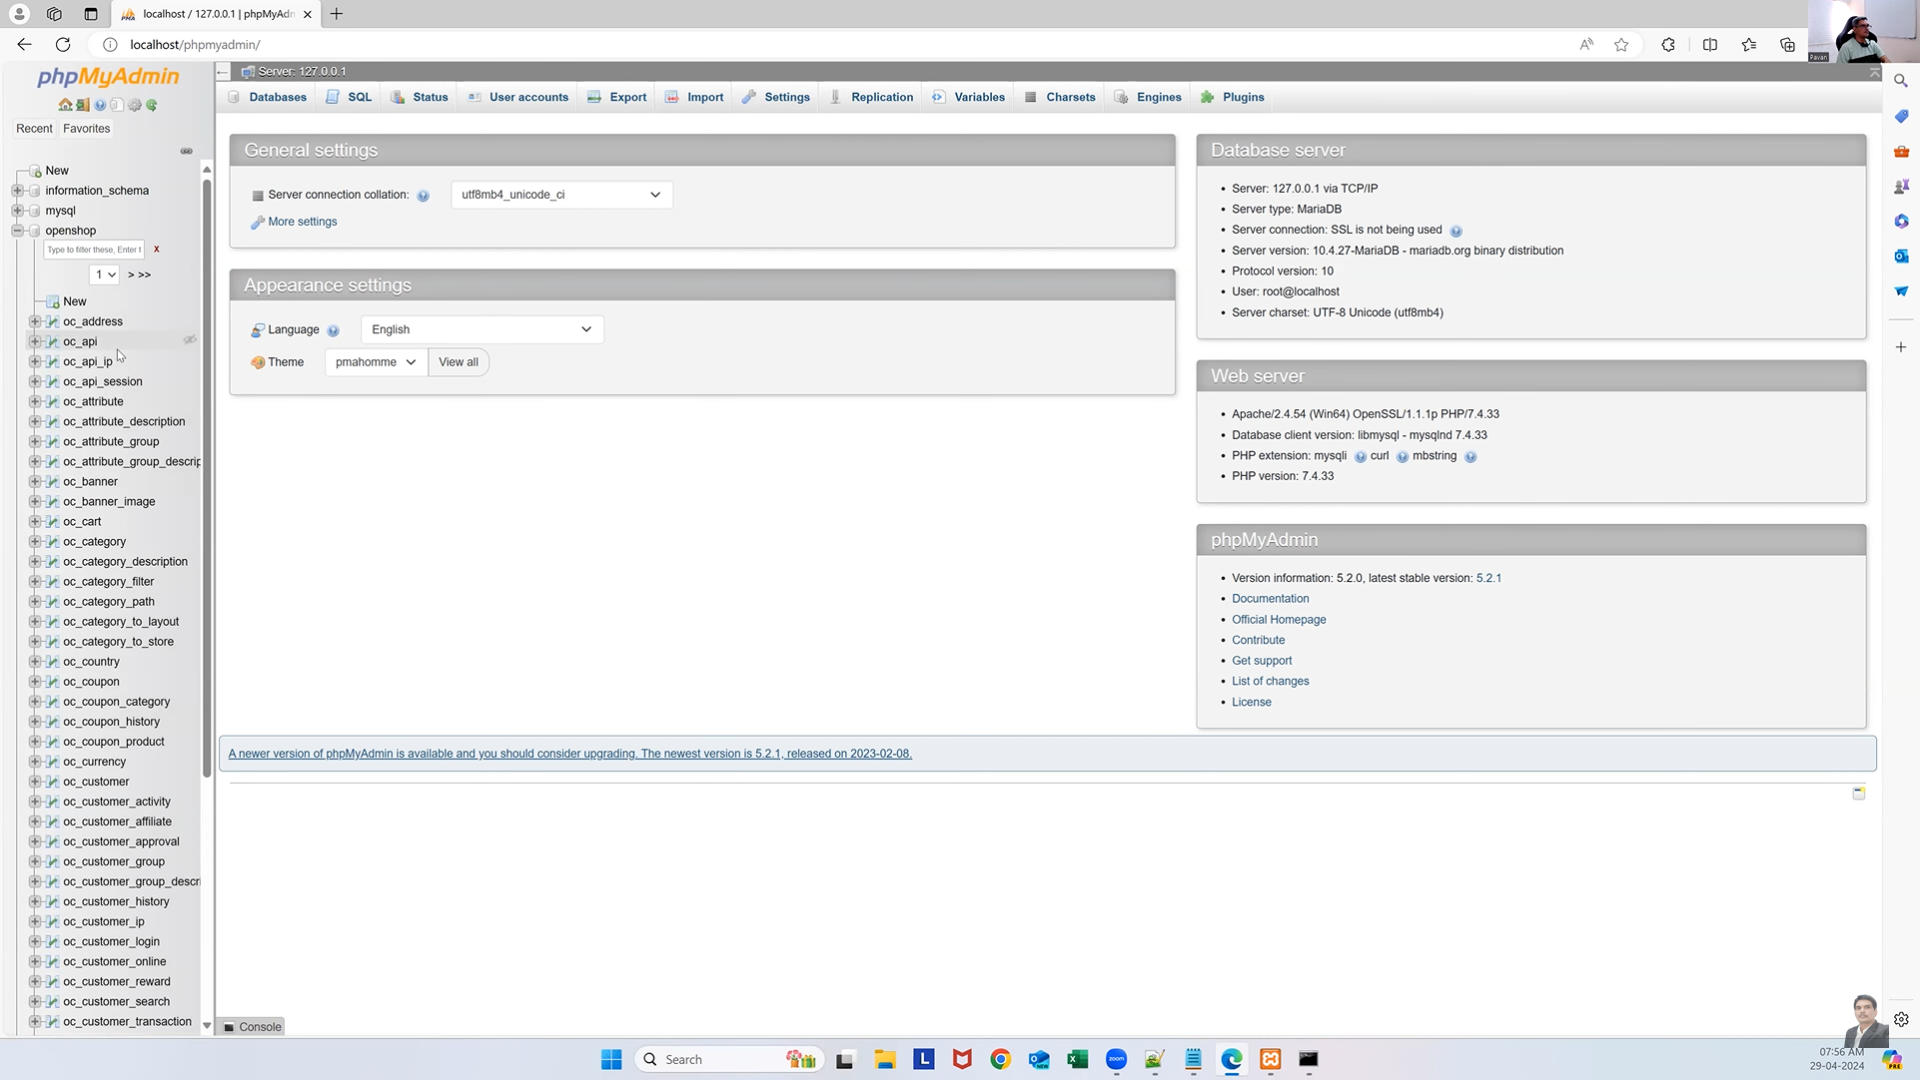 localhost / 127.0.0.1 | phpMyAdn
localhost/phpmyadmin/
Pavan
phpMyAdmin
Recent
Favorites
New
information_schema
mysql
openshop
Type to filter these, Enter t
X
1
> >>
New
oc_address
oc_api
oc_api_ip
oc_api_session
oc_attribute
oc_attribute_description
oc_attribute_group
oc_attribute_group_descrip
oc_banner
oc_banner_image
oc_cart
oc_category
oc_category_description
oc_category_filter
oc_category_path
oc_category_to_layout
oc_category_to_store
oc_country
oc_coupon
oc_coupon_category
oc_coupon_history
oc_coupon_product
oc_currency
oc_customer
oc_customer_activity
oc_customer_affiliate
oc_customer_approval
oc_customer_group
oc_customer_group_descri
oc_customer_history
oc_customer_ip
oc_customer_login
oc_customer_online
oc_customer_reward
oc_customer_search
oc_customer_transaction
Server: 127.0.0.1
Databases SQL Status User accounts Export Import Settings Replication Variables Charsets Engines Plugins
General settings
Server connection collation: utf8mb4_unicode_ci
More settings
Appearance settings
Language English
Theme pmahomme View all
Database server
• Server: 127.0.0.1 via TCP/IP
• Server type: MariaDB
• Server connection: SSL is not being used
• Server version: 10.4.27-MariaDB - mariadb.org binary distribution
• Protocol version: 10
• User: root@localhost
• Server charset: UTF-8 Unicode (utf8mb4)
Web server
• Apache/2.4.54 (Win64) OpenSSL/1.1.1p PHP/7.4.33
• Database client version: libmysql - mysqlnd 7.4.33
• PHP extension: mysqli curl mbstring
• PHP version: 7.4.33
phpMyAdmin
• Version information: 5.2.0, latest stable version: 5.2.1
• Documentation
• Official Homepage
• Contribute
• Get support
• List of changes
• License
A newer version of phpMyAdmin is available and you should consider upgrading. The newest version is 5.2.1, released on 2023-02-08.
Console
Search
07:56 AM
29-04-2024